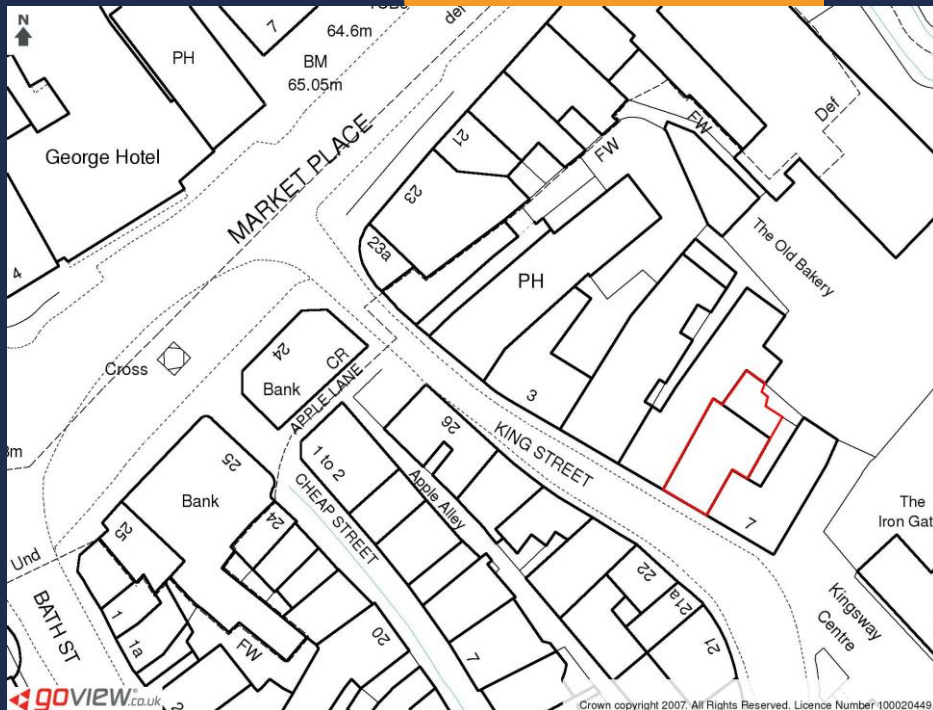 N
PH
7
TCBs
64.6m
BM
65.05m
def
George Hotel
MARKET PLACE
4
21
23
23a
FW
FW
Def
The Old Bakery
PH
Cross
24
Bank
CR
APPLE LANE
3
26
KING STREET
1 to 2
Apple Alley
CHEAP STREET
25
Bank
24
25
Und
BATH ST
1
1a
FW
20
7
22
21a
21
7
The
Iron Gat
Kingsway
Centre
goview.co.uk
Crown copyright 2007. All Rights Reserved. Licence Number 100020449